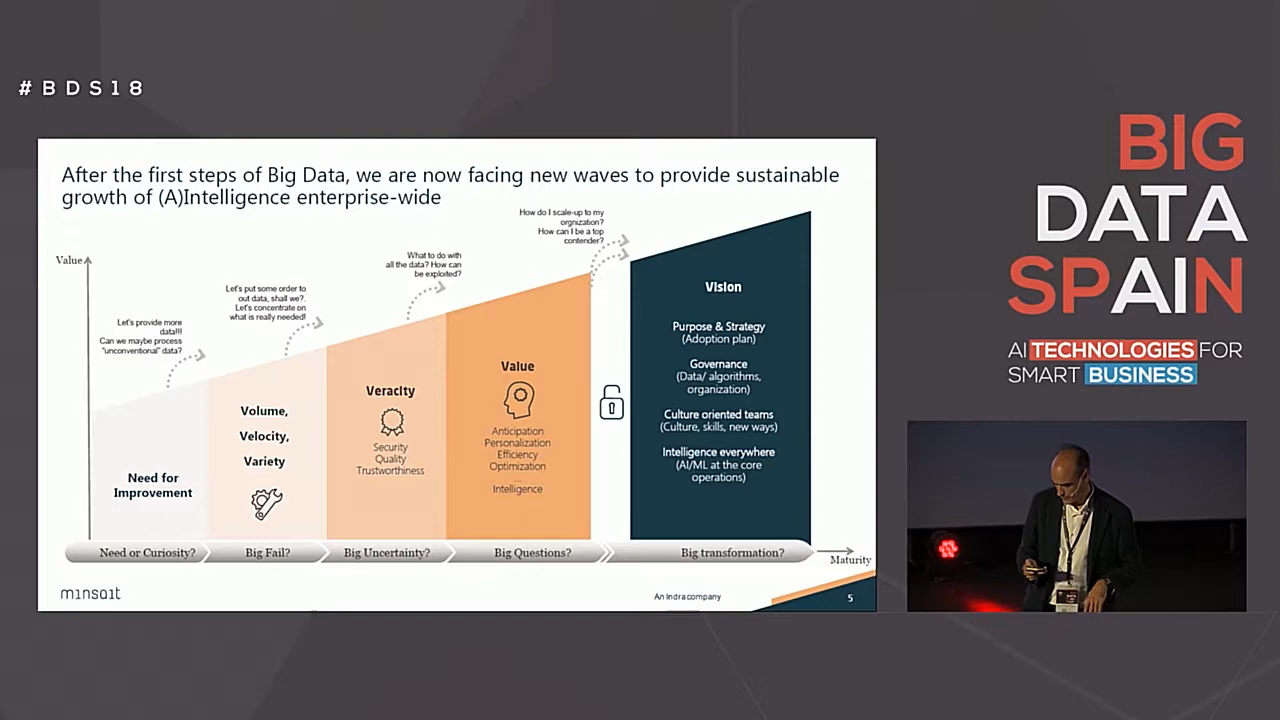 #BDS18
BIG
DATA
SPAIN
AI TECHNOLOGIES FOR
SMART BUSINESS
After the first steps of Big Data, we are now facing new waves to provide sustainable
growth of (A)Intelligence enterprise-wide
Value
Let's provide more
data!!!
Can we maybe process
"unconventional" data?
Let's put some order to
out data, shall we?.
Let's concentrate on
what is really needed!
What to do with
all the data? How can
be exploited?
How do I scale-up to my
orgnization?
How can I be a top
contender?
Need for
Improvement
Volume,
Velocity,
Variety
Veracity
Security
Quality
Trustworthiness
Value
Anticipation
Personalization
Efficiency
Optimization
...
Intelligence
Vision
Purpose & Strategy
(Adoption plan)
Governance
(Data/ algorithms,
organization)
Culture oriented teams
(Culture, skills, new ways)
Intelligence everywhere
(AI/ML at the core
operations)
Need or Curiosity?
Big Fail?
Big Uncertainty?
Big Questions?
Big transformation?
Maturity
minsait
An Indra company
5